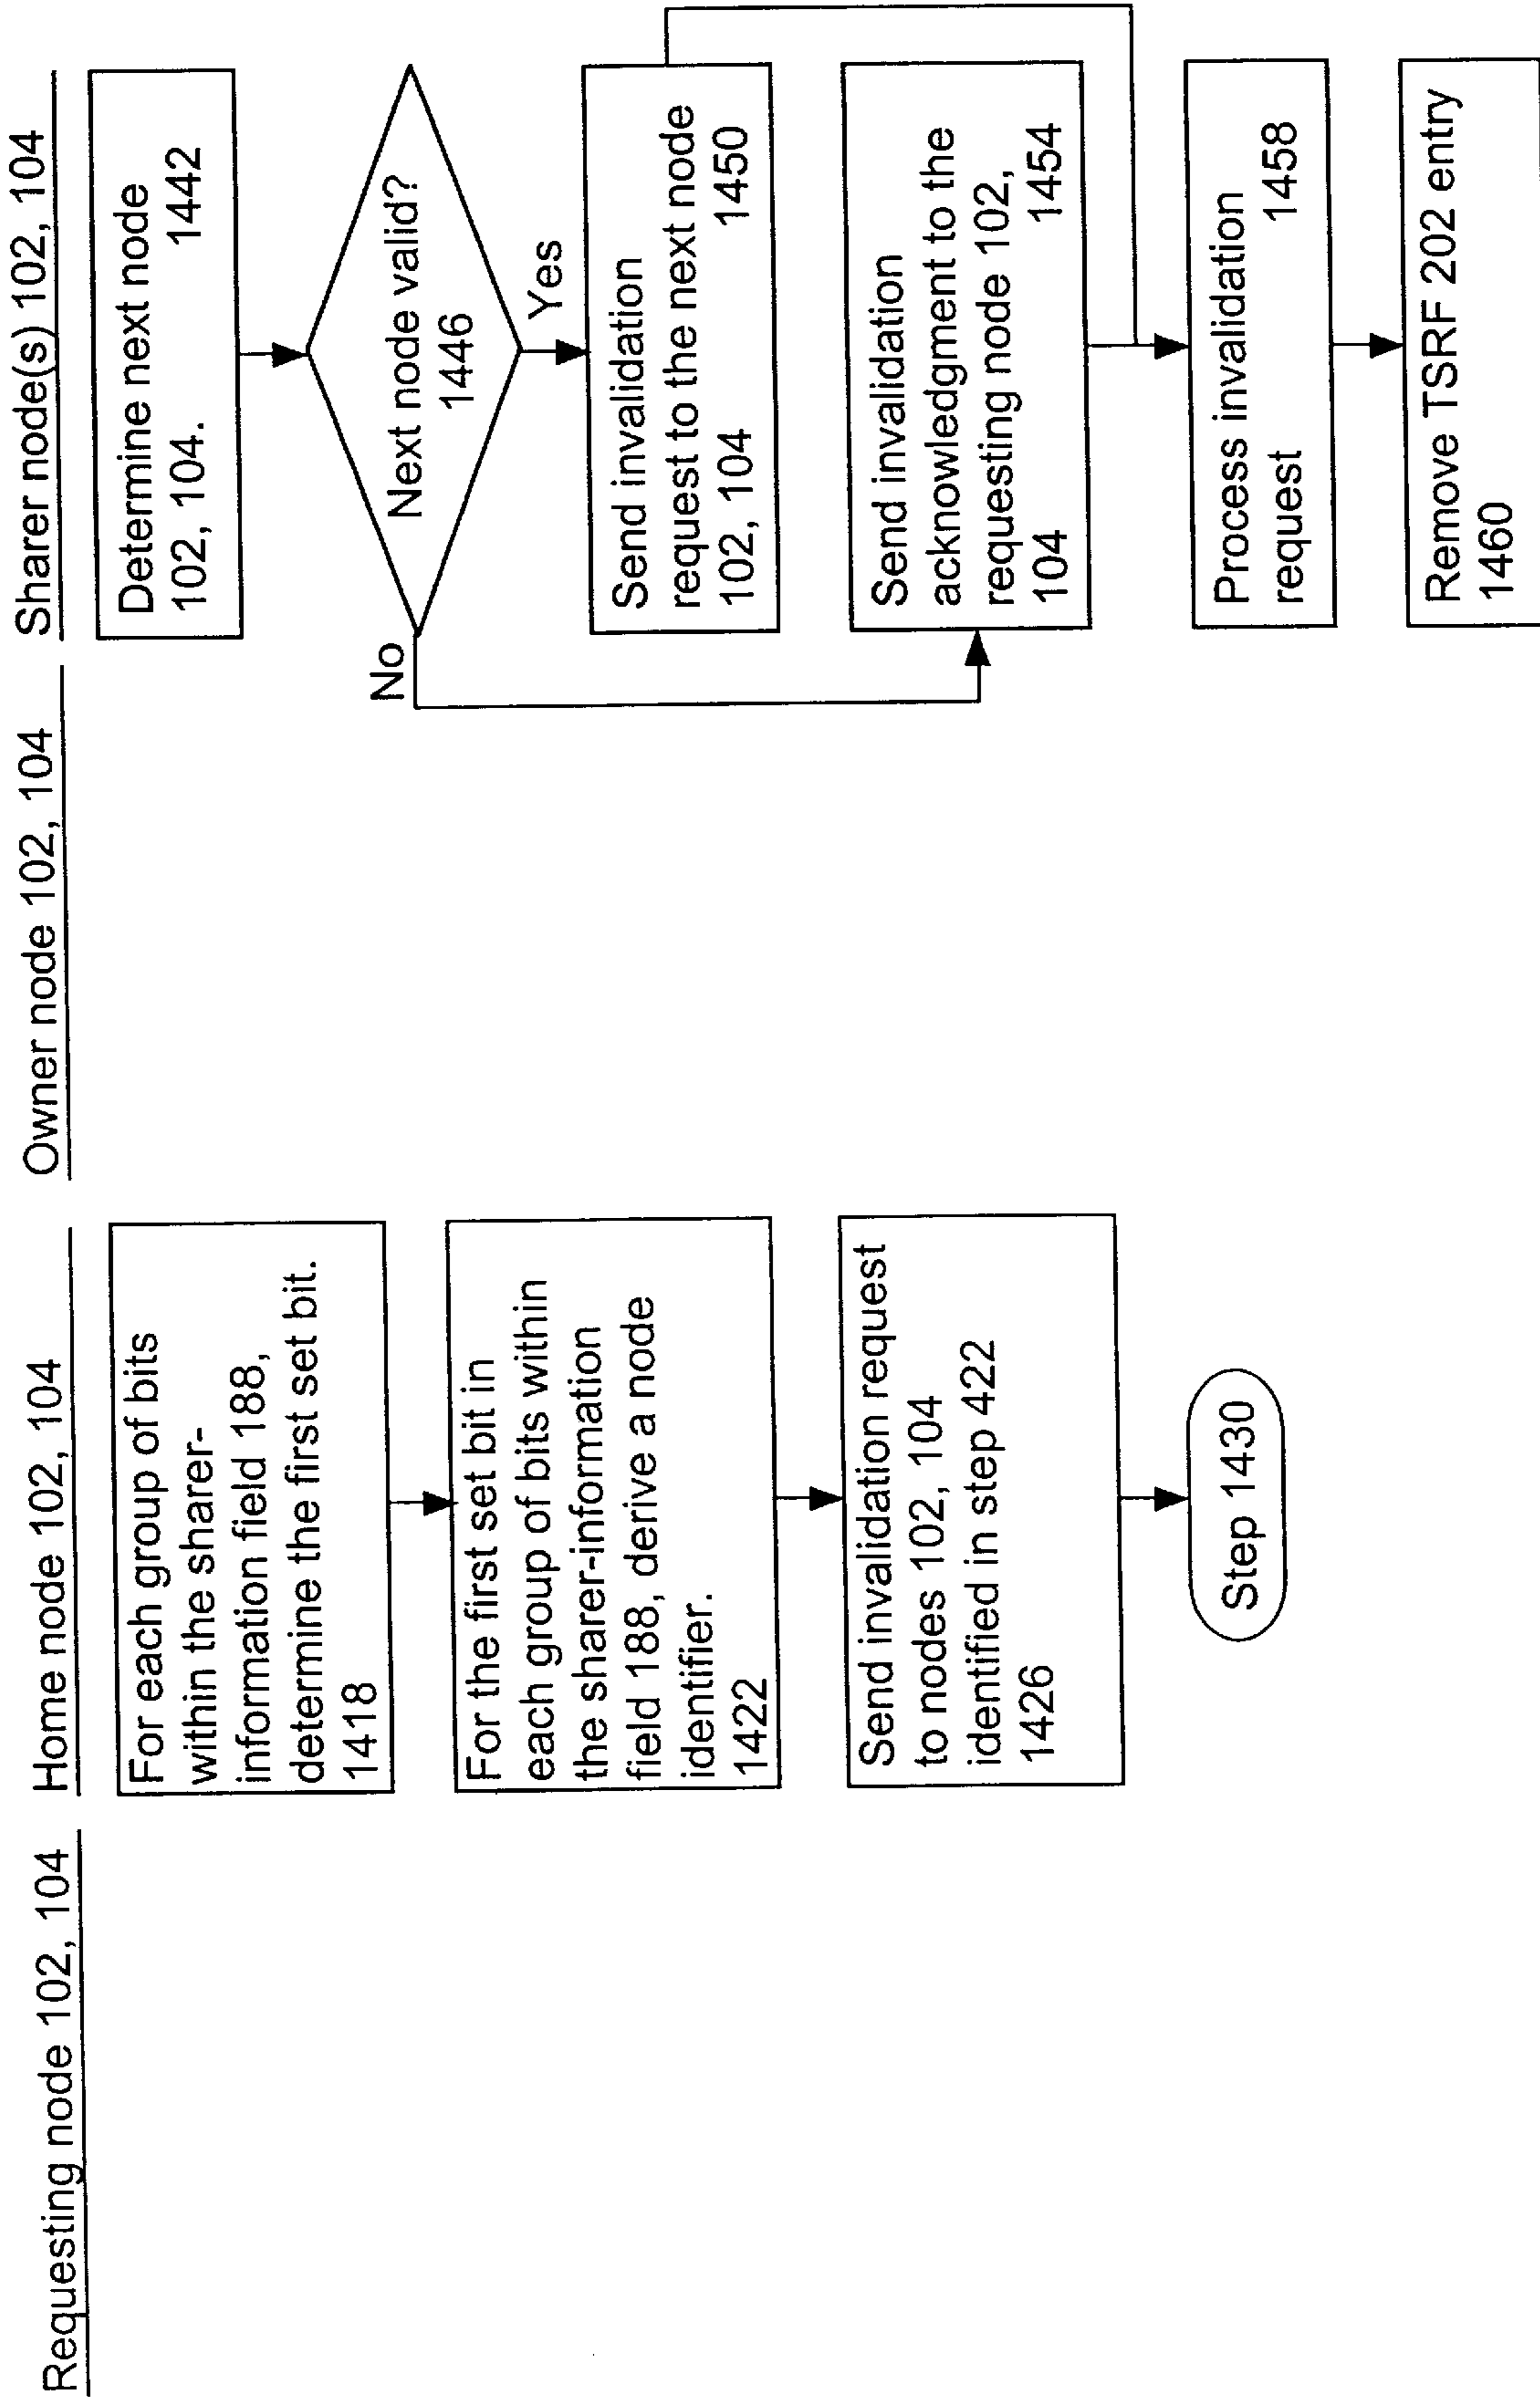 Requesting node 102, 104
Home node 102, 104
Owner node 102, 104
Sharer node(s) 102, 104
For each group of bits
within the sharer-
information field 188,
determine the first set bit.
1418
For the first set bit in
each group of bits within
the sharer-information
field 188, derive a node
identifier.
1422
Send invalidation request
to nodes 102, 104
identified in step 422
1426
Step 1430
Determine next node
102, 104. 1442
Next node valid?
1446
No
Yes
Send invalidation
request to the next node
102, 104 1450
Send invalidation
acknowledgment to the
requesting node 102,
104 1454
Process invalidation
request 1458
Remove TSRF 202 entry
1460